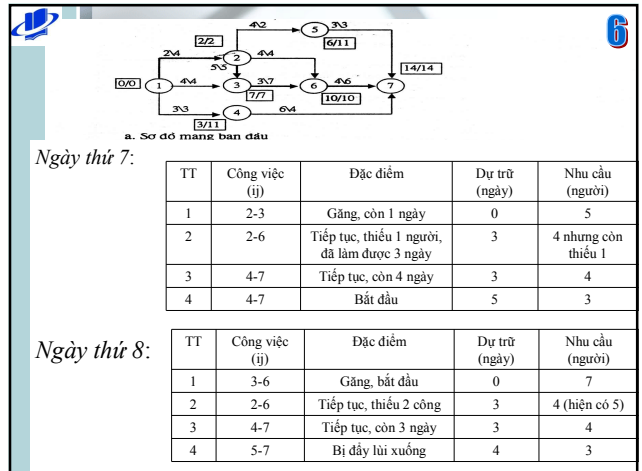 6
4\2
5
3\3
2/2
6/11
2\4
2
4\4
14/14
5\5
0/0
1
4\4
3
3\7
6
4\6
7
7/7
10/10
3\3
4
6\4
3/11
a. Sơ đồ mạng ban đầu
Ngày thứ 7:
TT Công việc (ij) Đặc điểm Dự trữ (ngày) Nhu cầu (người)
1 2-3 Găng, còn 1 ngày 0 5
2 2-6 Tiếp tục, thiếu 1 người, đã làm được 3 ngày 3 4 nhưng còn thiếu 1
3 4-7 Tiếp tục, còn 4 ngày 3 4
4 4-7 Bắt đầu 5 3
Ngày thứ 8:
TT Công việc (ij) Đặc điểm Dự trữ (ngày) Nhu cầu (người)
1 3-6 Găng, bắt đầu 0 7
2 2-6 Tiếp tục, thiếu 2 công 3 4 (hiện có 5)
3 4-7 Tiếp tục, còn 3 ngày 3 4
4 5-7 Bị đẩy lùi xuống 4 3